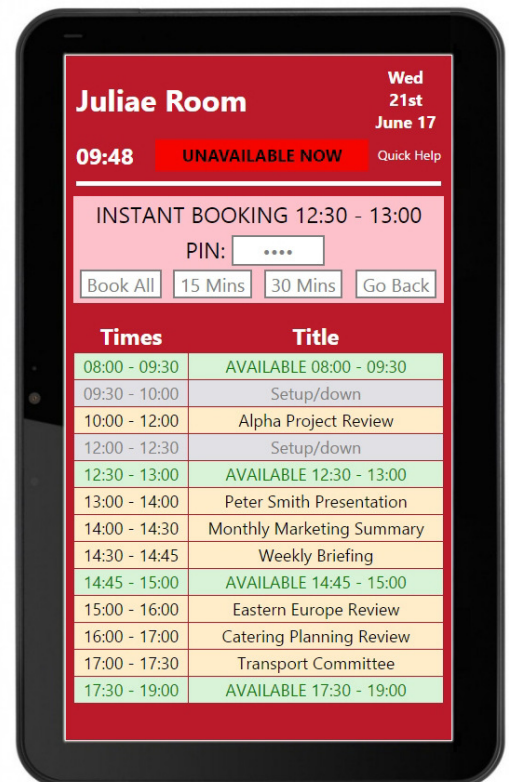 Juliae Room
Wed
21st
June 17
09:48
UNAVAILABLE NOW
Quick Help
INSTANT BOOKING 12:30 - 13:00
PIN: ••••
Book All 15 Mins 30 Mins Go Back
Times Title
08:00 - 09:30 AVAILABLE 08:00 - 09:30
09:30 - 10:00 Setup/down
10:00 - 12:00 Alpha Project Review
12:00 - 12:30 Setup/down
12:30 - 13:00 AVAILABLE 12:30 - 13:00
13:00 - 14:00 Peter Smith Presentation
14:00 - 14:30 Monthly Marketing Summary
14:30 - 14:45 Weekly Briefing
14:45 - 15:00 AVAILABLE 14:45 - 15:00
15:00 - 16:00 Eastern Europe Review
16:00 - 17:00 Catering Planning Review
17:00 - 17:30 Transport Committee
17:30 - 19:00 AVAILABLE 17:30 - 19:00